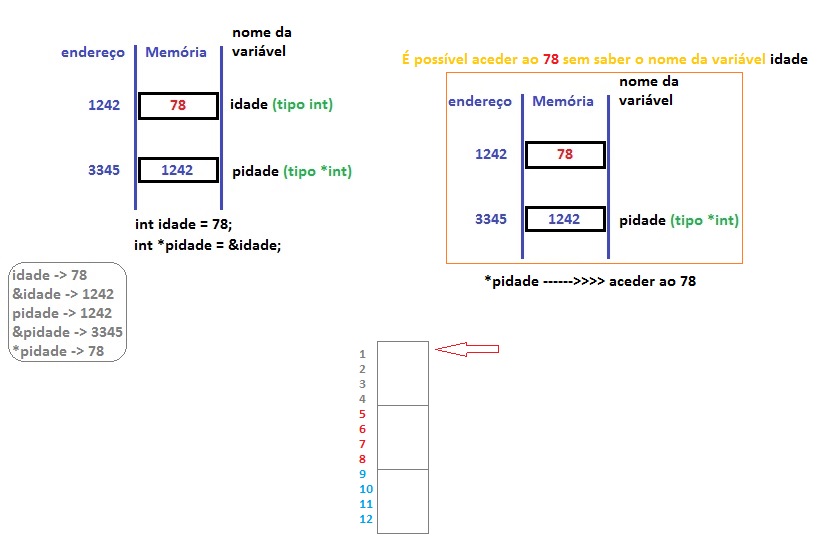 nome da
variável
endereço Memória
1242 78 idade (tipo int)
3345 1242 pidade (tipo *int)
int idade = 78;
int *pidade = &idade;
idade -> 78
&idade -> 1242
pidade -> 1242
&pidade -> 3345
*pidade -> 78
É possível aceder ao 78 sem saber o nome da variável idade
nome da
variável
endereço Memória
1242 78
3345 1242 pidade (tipo *int)
*pidade ------>>>> aceder ao 78
1
2
3
4
5
6
7
8
9
10
11
12